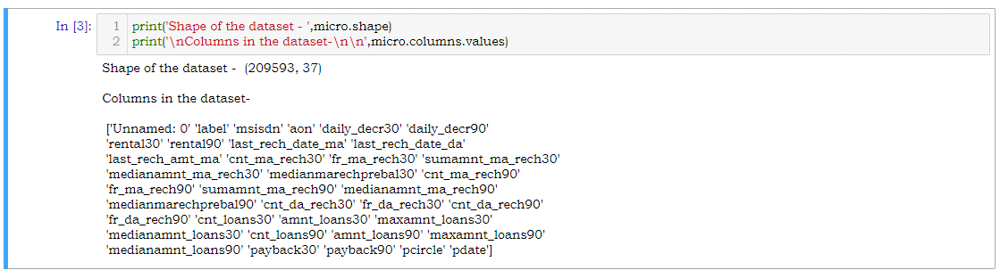 In [3]:
1 print('Shape of the dataset - ',micro.shape)
2 print('\nColumns in the dataset-\n\n',micro.columns.values)
Shape of the dataset -  (209593, 37)
Columns in the dataset-
['Unnamed: 0' 'label' 'msisdn' 'aon' 'daily_decr30' 'daily_decr90'
'rental30' 'rental90' 'last_rech_date_ma' 'last_rech_date_da'
'last_rech_amt_ma' 'cnt_ma_rech30' 'fr_ma_rech30' 'sumamnt_ma_rech30'
'medianamnt_ma_rech30' 'medianmarechprebal30' 'cnt_ma_rech90'
'fr_ma_rech90' 'sumamnt_ma_rech90' 'medianamnt_ma_rech90'
'medianmarechprebal90' 'cnt_da_rech30' 'fr_da_rech30' 'cnt_da_rech90'
'fr_da_rech90' 'cnt_loans30' 'amnt_loans30' 'maxamnt_loans30'
'medianamnt_loans30' 'cnt_loans90' 'amnt_loans90' 'maxamnt_loans90'
'medianamnt_loans90' 'payback30' 'payback90' 'pcircle' 'pdate']